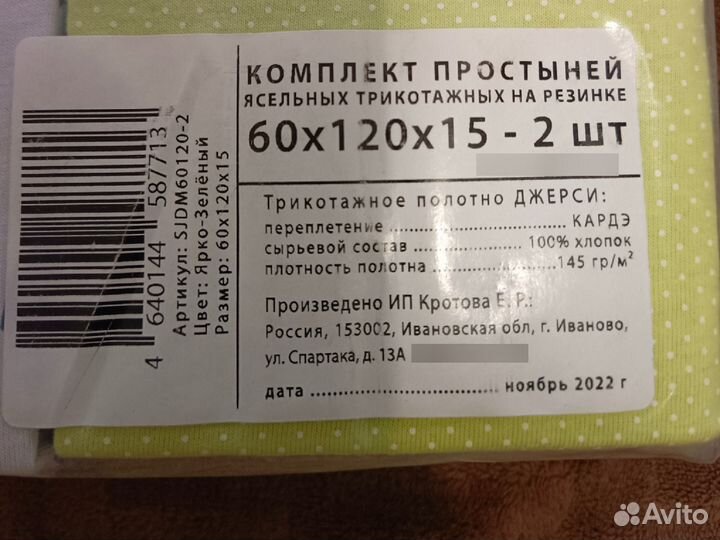 КОМПЛЕКТ ПРОСТЫНЕЙ
ЯСЕЛЬНЫХ ТРИКОТАЖНЫХ НА РЕЗИНКЕ
60х120х15 - 2 шт
Трикотажное полотно ДЖЕРСИ:
переплетение ........................ КАРДЭ
сырьевой состав ................ 100% хлопок
плотность полотна ................ 145 гр/м²
Произведено ИП Кротова Е. Р.:
Россия, 153002, Ивановская обл, г. Иваново,
ул. Спартака, д. 13А
дата ............................ ноябрь 2022 г
4 640144 587713
Артикул: SJDM60120-2
Цвет: Ярко-Зелёный
Размер: 60х120х15
Avito